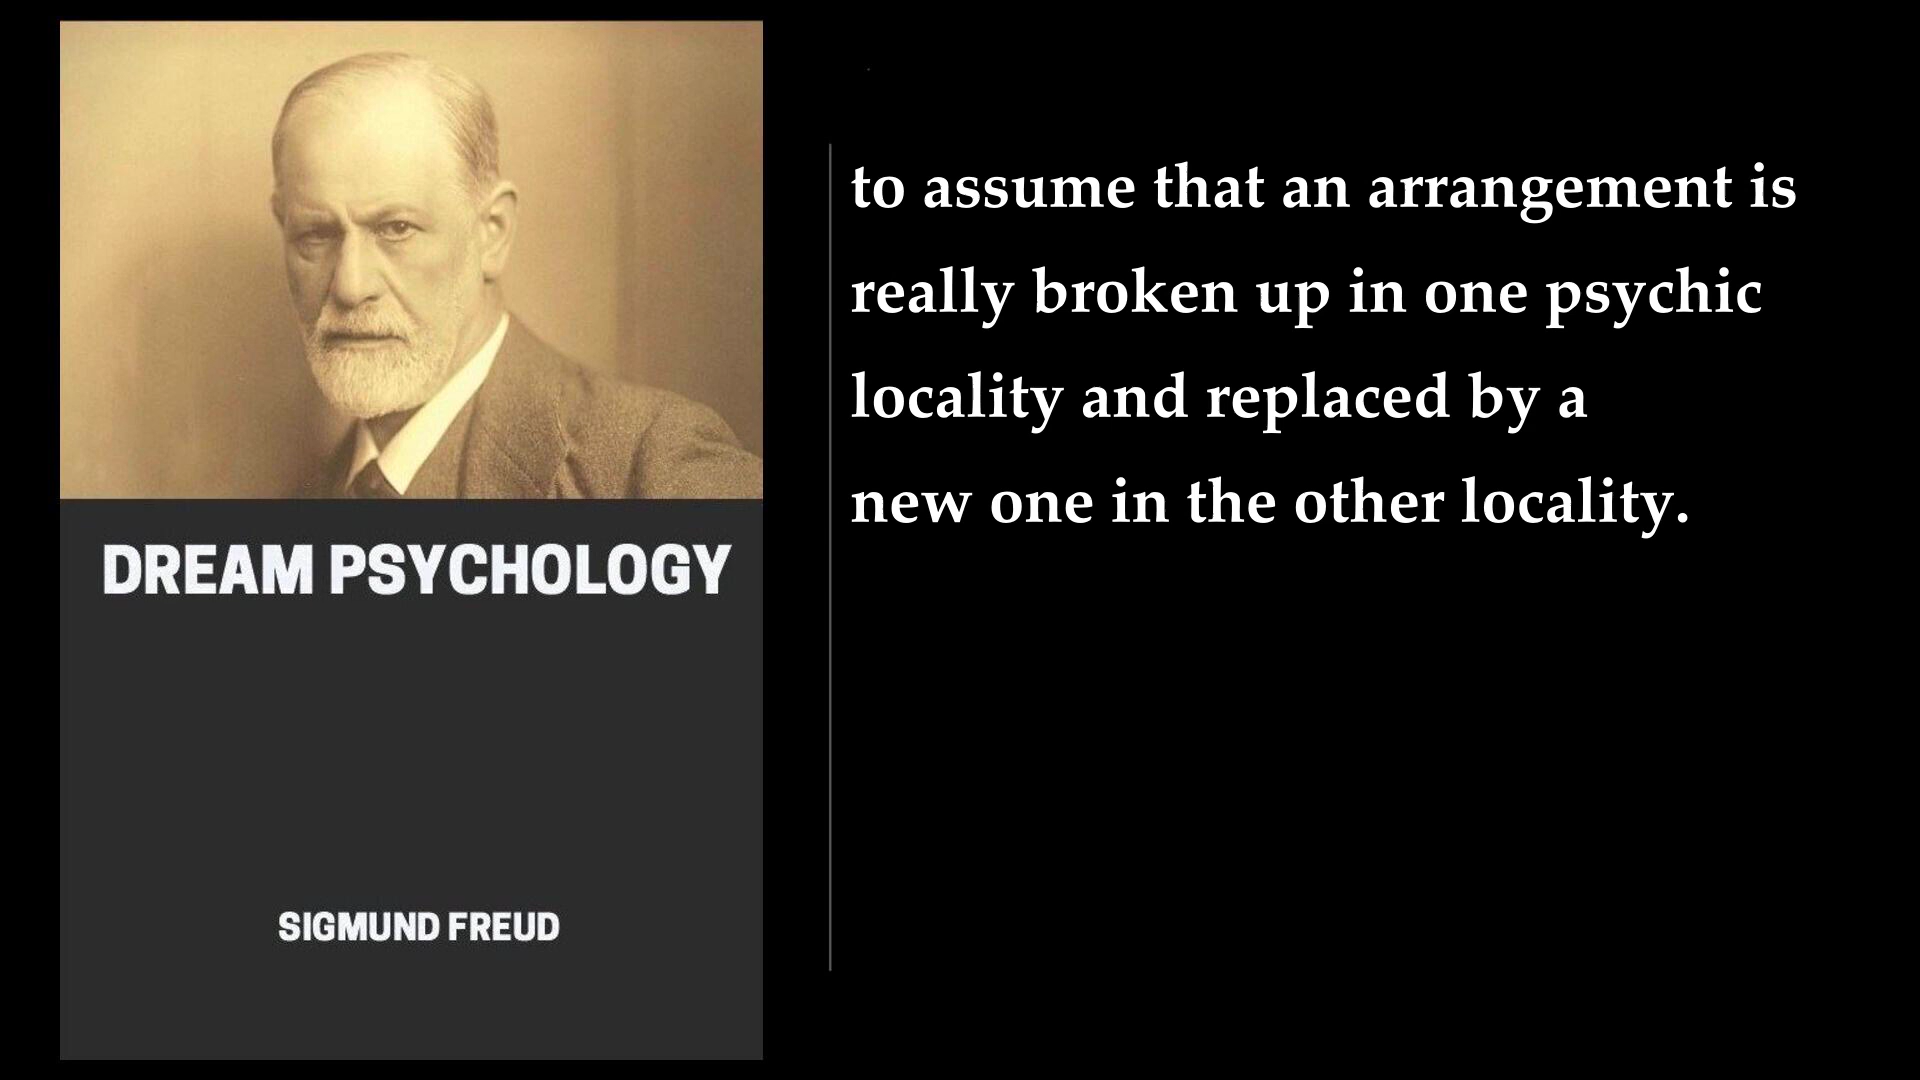 DREAM PSYCHOLOGY
SIGMUND FREUD
to assume that an arrangement is
really broken up in one psychic
locality and replaced by a
new one in the other locality.